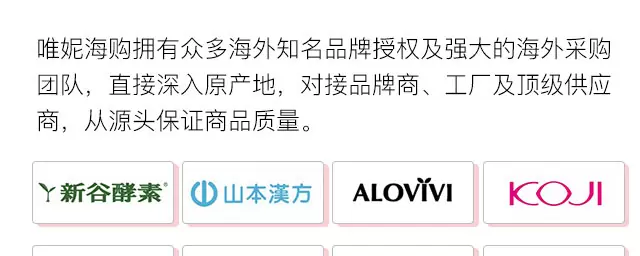 唯妮海购拥有众多海外知名品牌授权及强大的海外采购
团队，直接深入原产地，对接品牌商、工厂及顶级供应
商，从源头保证商品质量。
新谷酵素® 山本漢方 ALOVIVI KOJI